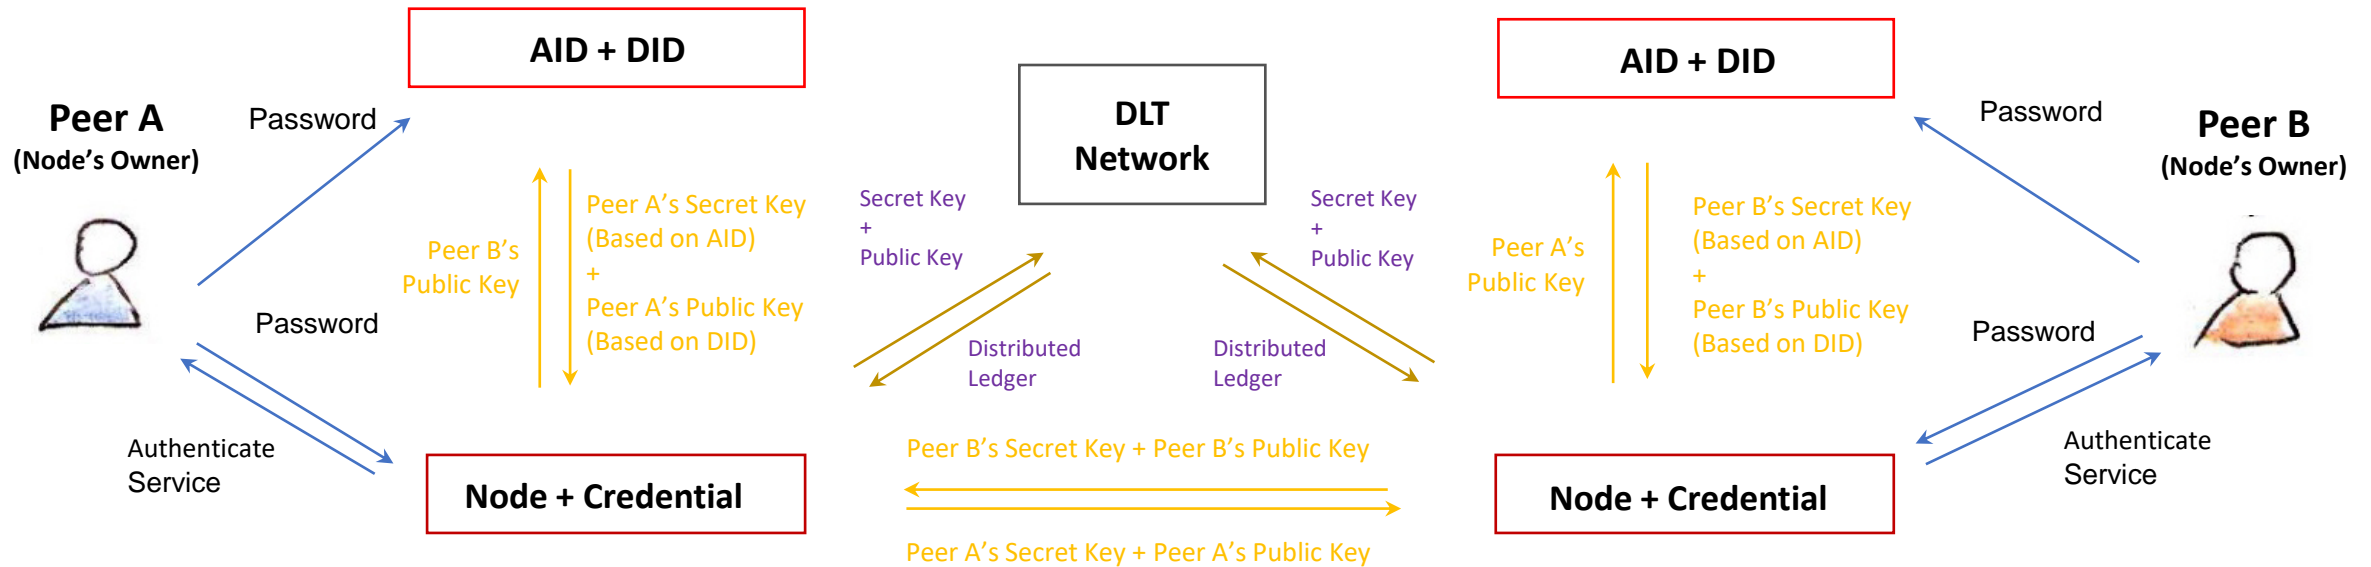 AID + DID
AID + DID
DLT
Network
Peer A
(Node's Owner)
Password
Password
Peer B
(Node's Owner)
Peer B's
Public Key
Peer A's Secret Key
(Based on AID)
+
Peer A's Public Key
(Based on DID)
Secret Key
+
Public Key
Secret Key
+
Public Key
Peer A's
Public Key
Peer B's Secret Key
(Based on AID)
+
Peer B's Public Key
(Based on DID)
Password
Distributed
Ledger
Distributed
Ledger
Password
Authenticate
Service
Node + Credential
Peer B's Secret Key + Peer B's Public Key
Peer A's Secret Key + Peer A's Public Key
Node + Credential
Authenticate
Service